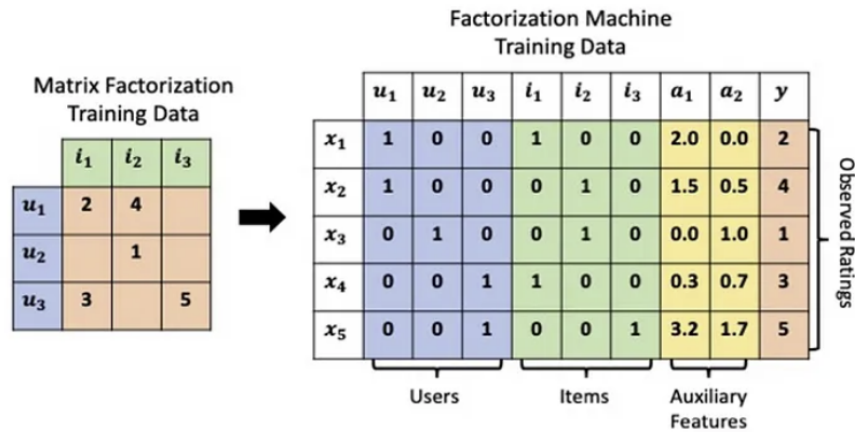 Factorization Machine
Training Data
Matrix Factorization
Training Data
i₁ i₂ i₃
u₁ 2 4
u₂ 1
u₃ 3 5
u₁ u₂ u₃ i₁ i₂ i₃ a₁ a₂ y
x₁ 1 0 0 1 0 0 2.0 0.0 2
x₂ 1 0 0 0 1 0 1.5 0.5 4
x₃ 0 1 0 0 1 0 0.0 1.0 1
x₄ 0 0 1 1 0 0 0.3 0.7 3
x₅ 0 0 1 0 0 1 3.2 1.7 5
Observed Ratings
Users Items Auxiliary
Features